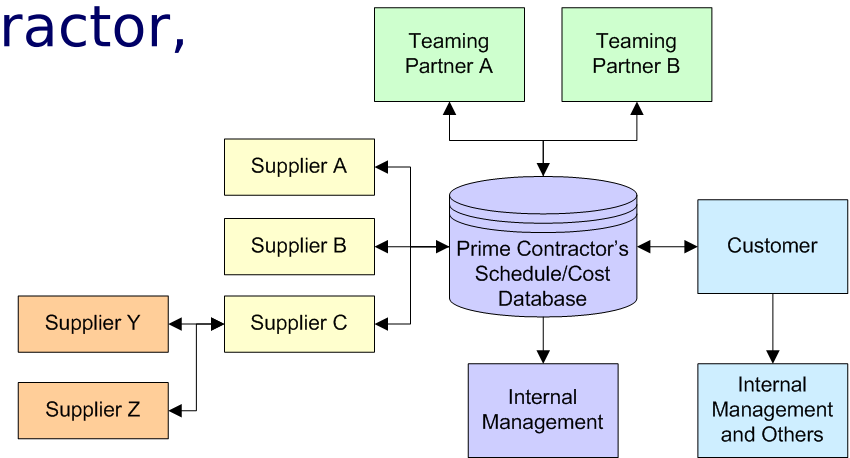 ractor,
Teaming
Partner A
Teaming
Partner B
Supplier A
Supplier B
Prime Contractor's
Schedule/Cost
Database
Customer
Supplier Y
Supplier C
Supplier Z
Internal
Management
Internal
Management
and Others